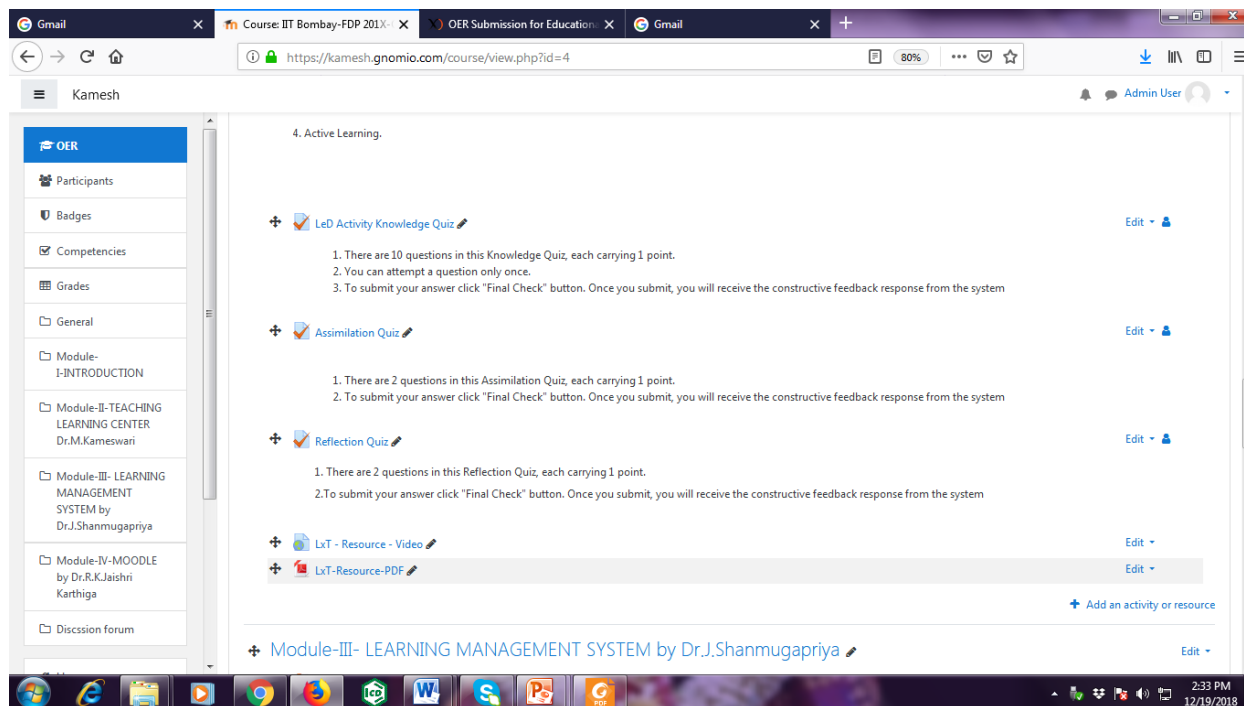 Gmail
Course: IIT Bombay-FDP 201X-
OER Submission for Educationa
Gmail
https://kamesh.gnomio.com/course/view.php?id=4
80%
Kamesh
Admin User
OER
Participants
Badges
Competencies
Grades
General
Module-
I-INTRODUCTION
Module-II-TEACHING
LEARNING CENTER
Dr.M.Kameswari
Module-III- LEARNING
MANAGEMENT
SYSTEM by
Dr.J.Shanmugapriya
Module-IV-MOODLE
by Dr.R.K.Jaishri
Karthiga
Discssion forum
4. Active Learning.
LeD Activity Knowledge Quiz
Edit
1. There are 10 questions in this Knowledge Quiz, each carrying 1 point.
2. You can attempt a question only once.
3. To submit your answer click "Final Check" button. Once you submit, you will receive the constructive feedback response from the system
Assimilation Quiz
Edit
1. There are 2 questions in this Assimilation Quiz, each carrying 1 point.
2. To submit your answer click "Final Check" button. Once you submit, you will receive the constructive feedback response from the system
Reflection Quiz
Edit
1. There are 2 questions in this Reflection Quiz, each carrying 1 point.
2.To submit your answer click "Final Check" button. Once you submit, you will receive the constructive feedback response from the system
LxT - Resource - Video
Edit
LxT-Resource-PDF
Edit
Add an activity or resource
Module-III- LEARNING MANAGEMENT SYSTEM by Dr.J.Shanmugapriya
Edit
2:33 PM
12/19/2018